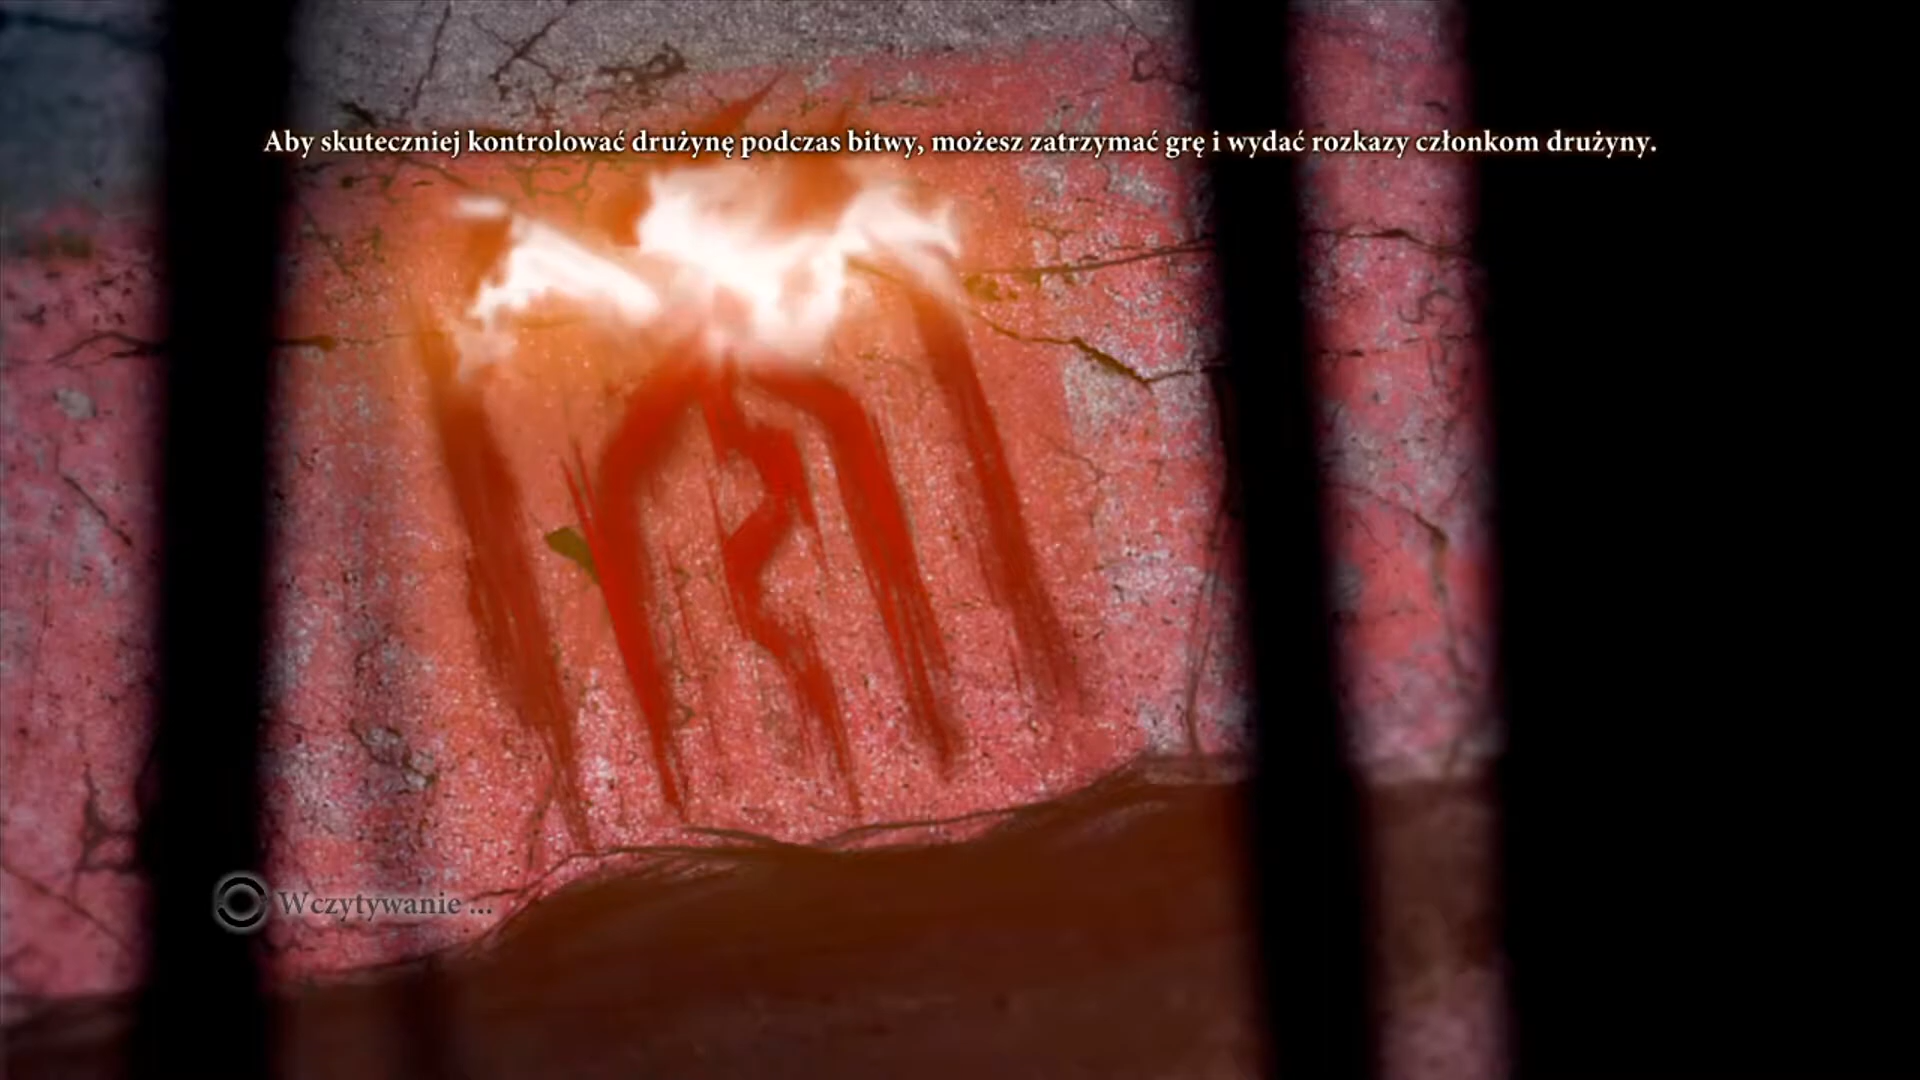 Aby skuteczniej kontrolować drużynę podczas bitwy, możesz zatrzymać grę i wydać rozkazy członkom drużyny.
Wczytywanie ...